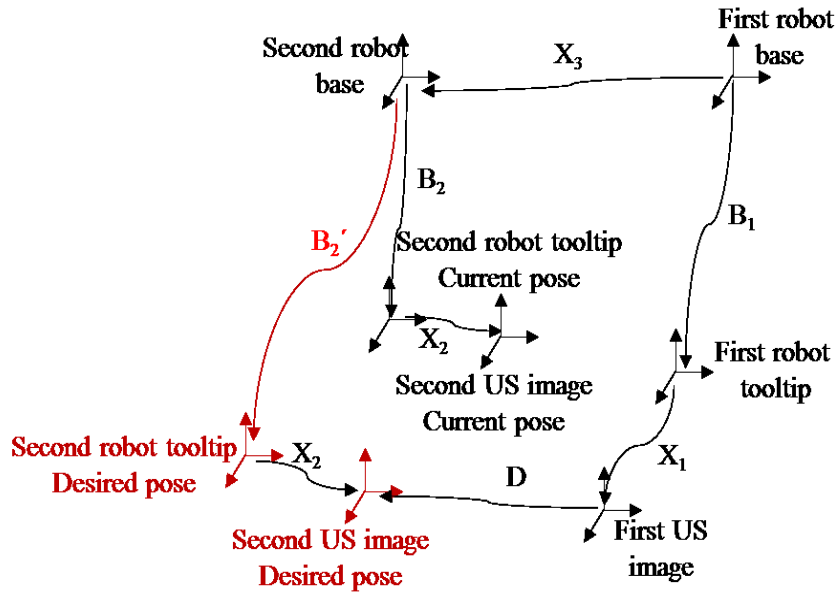 First robot
base
Second robot
base
X₃
B₂
B₁
B₂′
Second robot tooltip
Current pose
X₂
First robot
tooltip
Second US image
Current pose
Second robot tooltip
Desired pose
X₂
X₁
D
First US
image
Second US image
Desired pose